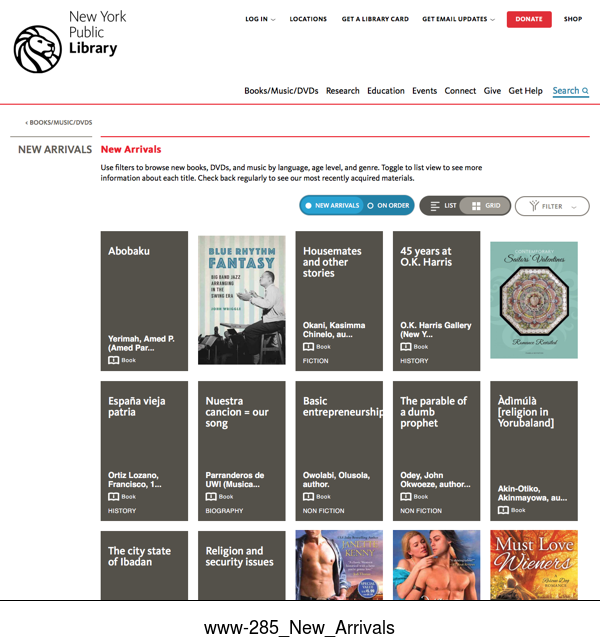 New York
Public
Library
LOG IN
LOCATIONS
GET A LIBRARY CARD
GET EMAIL UPDATES
DONATE
SHOP
Books/Music/DVDs Research Education Events Connect Give Get Help Search
‹ BOOKS/MUSIC/DVDS
NEW ARRIVALS
New Arrivals
Use filters to browse new books, DVDs, and music by language, age level, and genre. Toggle to list view to see more
information about each title. Check back regularly to see our most recently acquired materials.
NEW ARRIVALS ON ORDER
LIST GRID
FILTER
Abobaku
Yerimah, Amed P.
(Amed Par...
Book
BLUE RHYTHM
FANTASY
BIG BAND JAZZ
ARRANGING
IN THE
SWING ERA
JOHN WRIGGLE
Housemates
and other
stories
Okani, Kasimma
Chinelo, au...
Book
FICTION
45 years at
O.K. Harris
O.K. Harris Gallery
(New Y...
Book
HISTORY
Sailors' Valentines
Romance Revisited
España vieja
patria
Ortiz Lozano,
Francisco, 1...
Book
HISTORY
Nuestra
cancion = our
song
Parranderos de
UWI (Musica...
Book
BIOGRAPHY
Basic
entrepreneurship
Owolabi, Olusola,
author.
Book
NON FICTION
The parable of
a dumb
prophet
Odey, John
Okwoeze, author...
Book
NON FICTION
Àdìmúlà
[religion in
Yorubaland]
Akin-Otiko,
Akinmayowa, au...
Book
The city state
of Ibadan
Religion and
security issues
JANETTE
KENNY
Must Love
Wieners
www-285_New_Arrivals